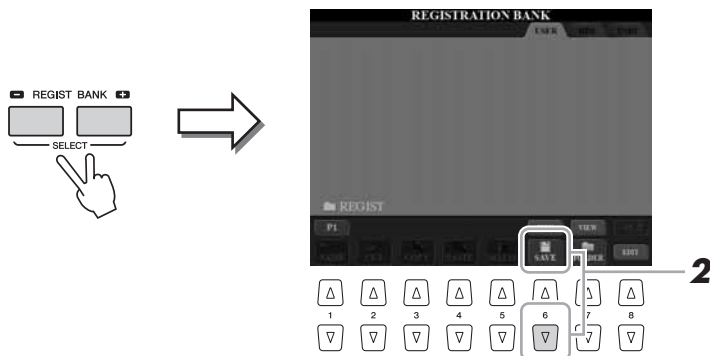 REGISTRATION BANK
USER
REGIST BANK
SELECT
REGIST
P1
VIEW
COPY
SAVE
EDIT
2
1 2 3 4 5 6 7 8